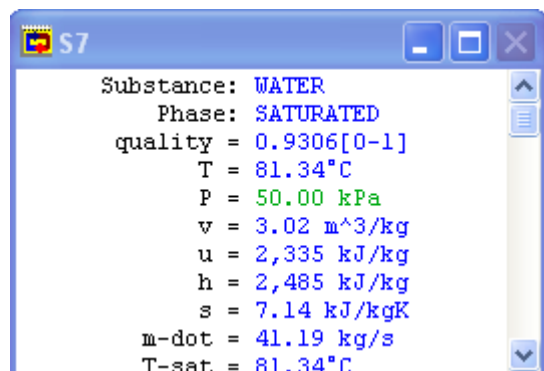 S7
Substance: WATER
Phase: SATURATED
quality = 0.9306[0-1]
T = 81.34°C
P = 50.00 kPa
v = 3.02 m^3/kg
u = 2,335 kJ/kg
h = 2,485 kJ/kg
s = 7.14 kJ/kgK
m-dot = 41.19 kg/s
T-sat = 81.34°C